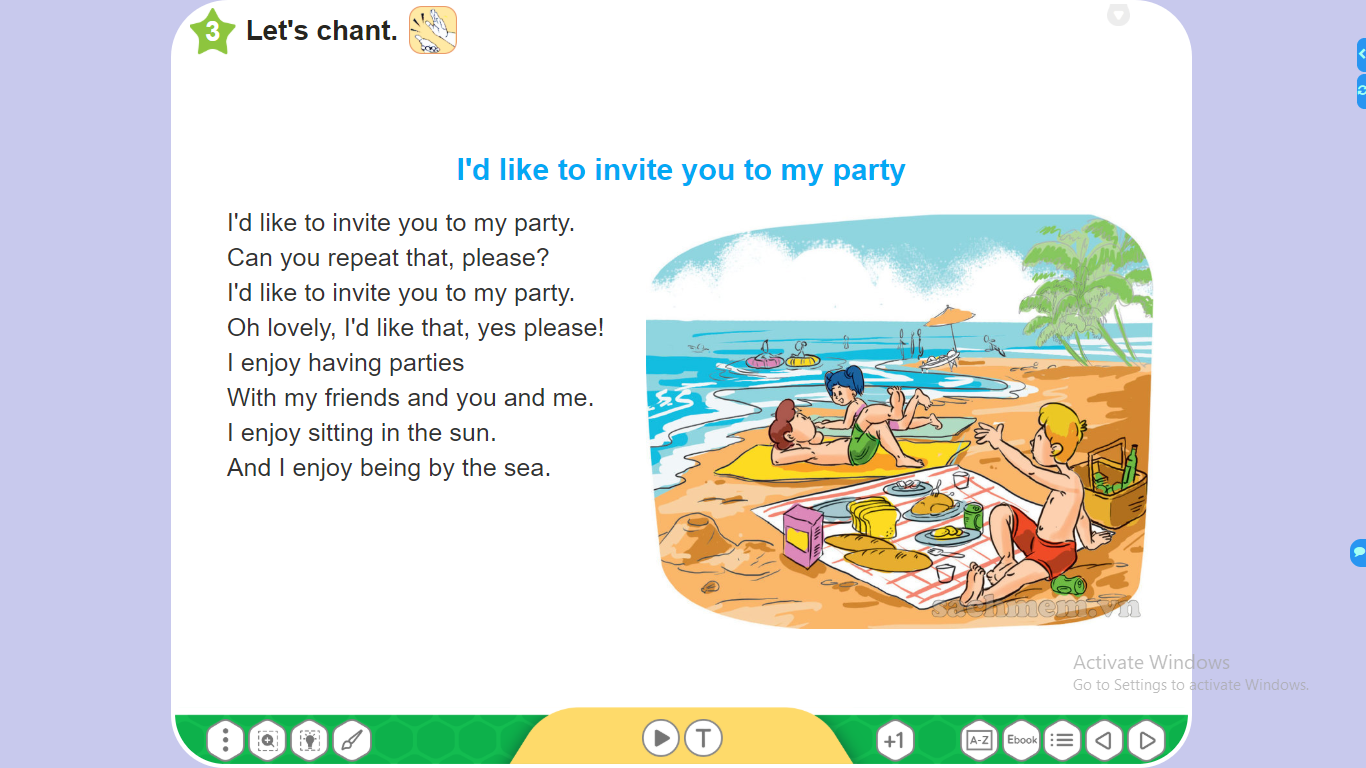 3 Let's chant.
I'd like to invite you to my party
I'd like to invite you to my party.
Can you repeat that, please?
I'd like to invite you to my party.
Oh lovely, I'd like that, yes please!
I enjoy having parties
With my friends and you and me.
I enjoy sitting in the sun.
And I enjoy being by the sea.
sachmem.vn
Activate Windows
Go to Settings to activate Windows.
T +1 A-Z Ebook